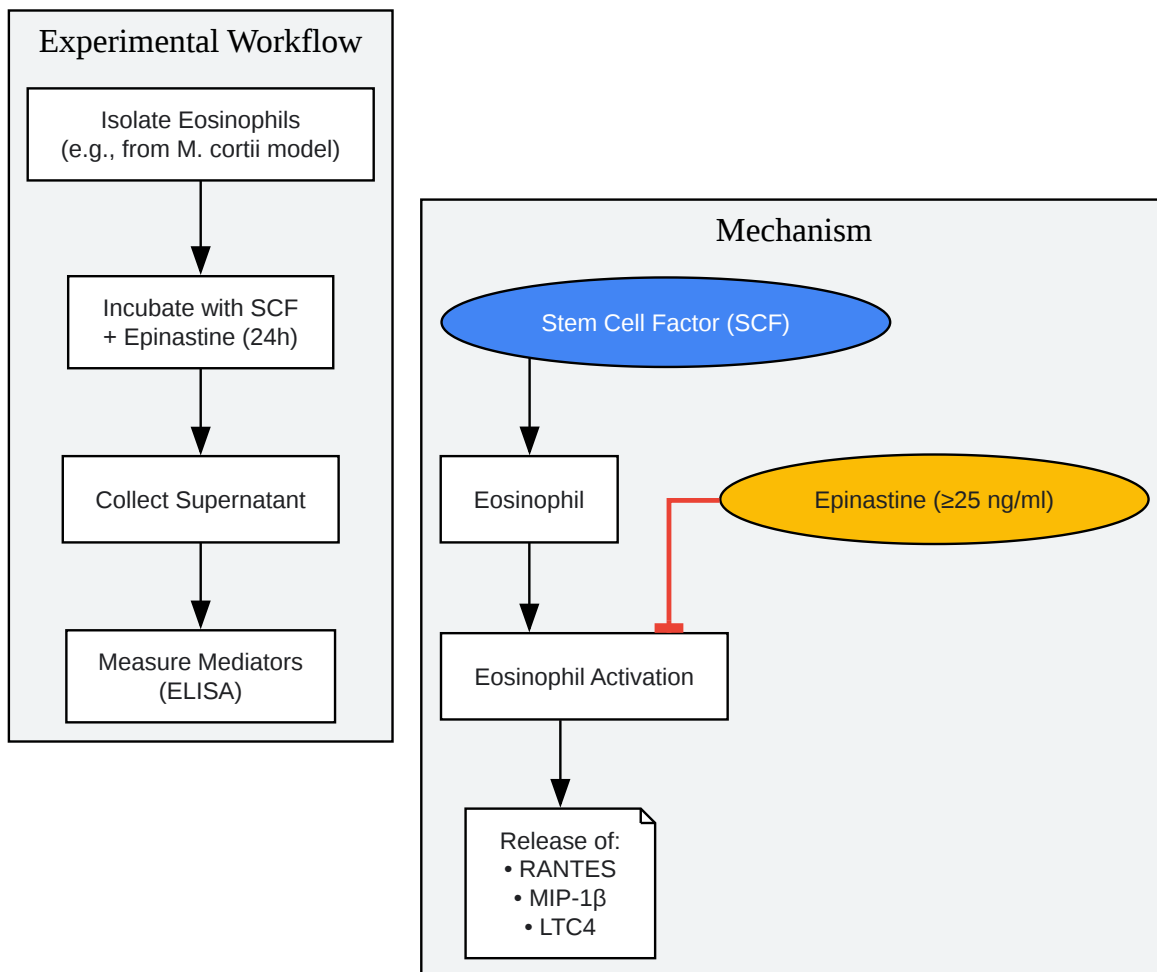 Experimental Workflow
Isolate Eosinophils
(e.g., from M. cortii model)
Incubate with SCF
+ Epinastine (24h)
Collect Supernatant
Measure Mediators
(ELISA)
Mechanism
Stem Cell Factor (SCF)
Eosinophil
Epinastine (≥25 ng/ml)
Eosinophil Activation
Release of:
• RANTES
• MIP-1β
• LTC4